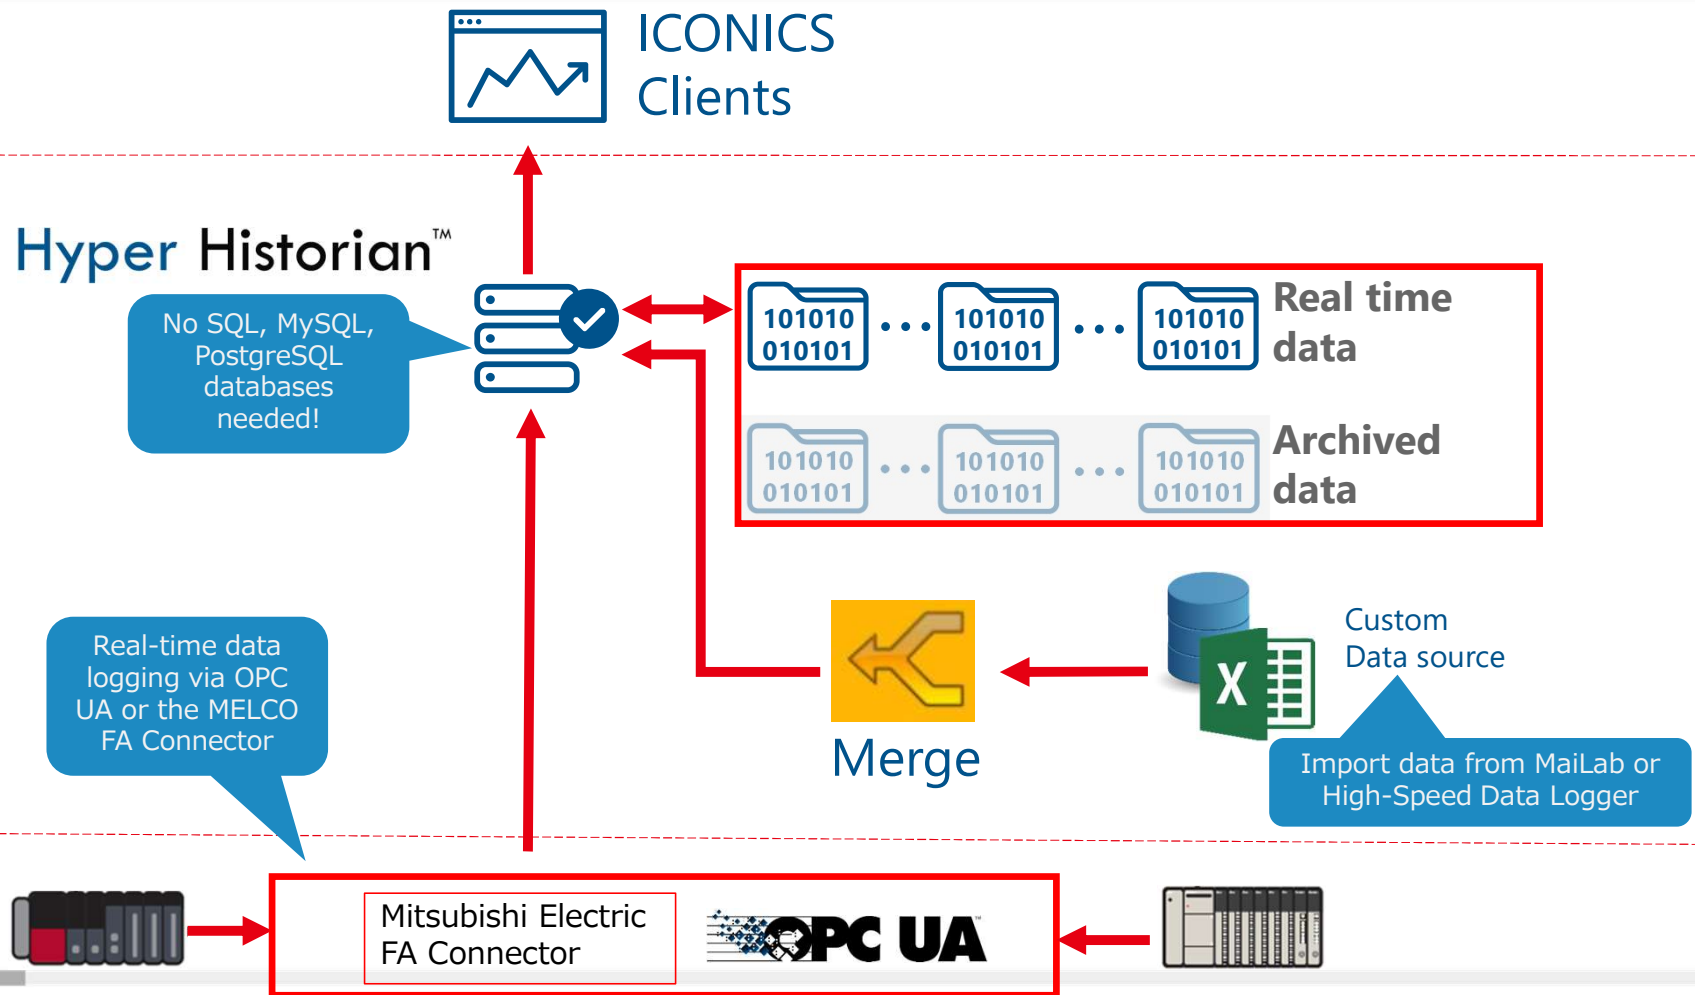 ICONICS
Clients
Hyper Historian™
No SQL, MySQL,
PostgreSQL
databases
needed!
101010
010101
101010
010101
101010
010101
Real time
data
101010
010101
101010
010101
101010
010101
Archived
data
Real-time data
logging via OPC
UA or the MELCO
FA Connector
Merge
X
Custom
Data source
Import data from MaiLab or
High-Speed Data Logger
Mitsubishi Electric
FA Connector
OPC UA™